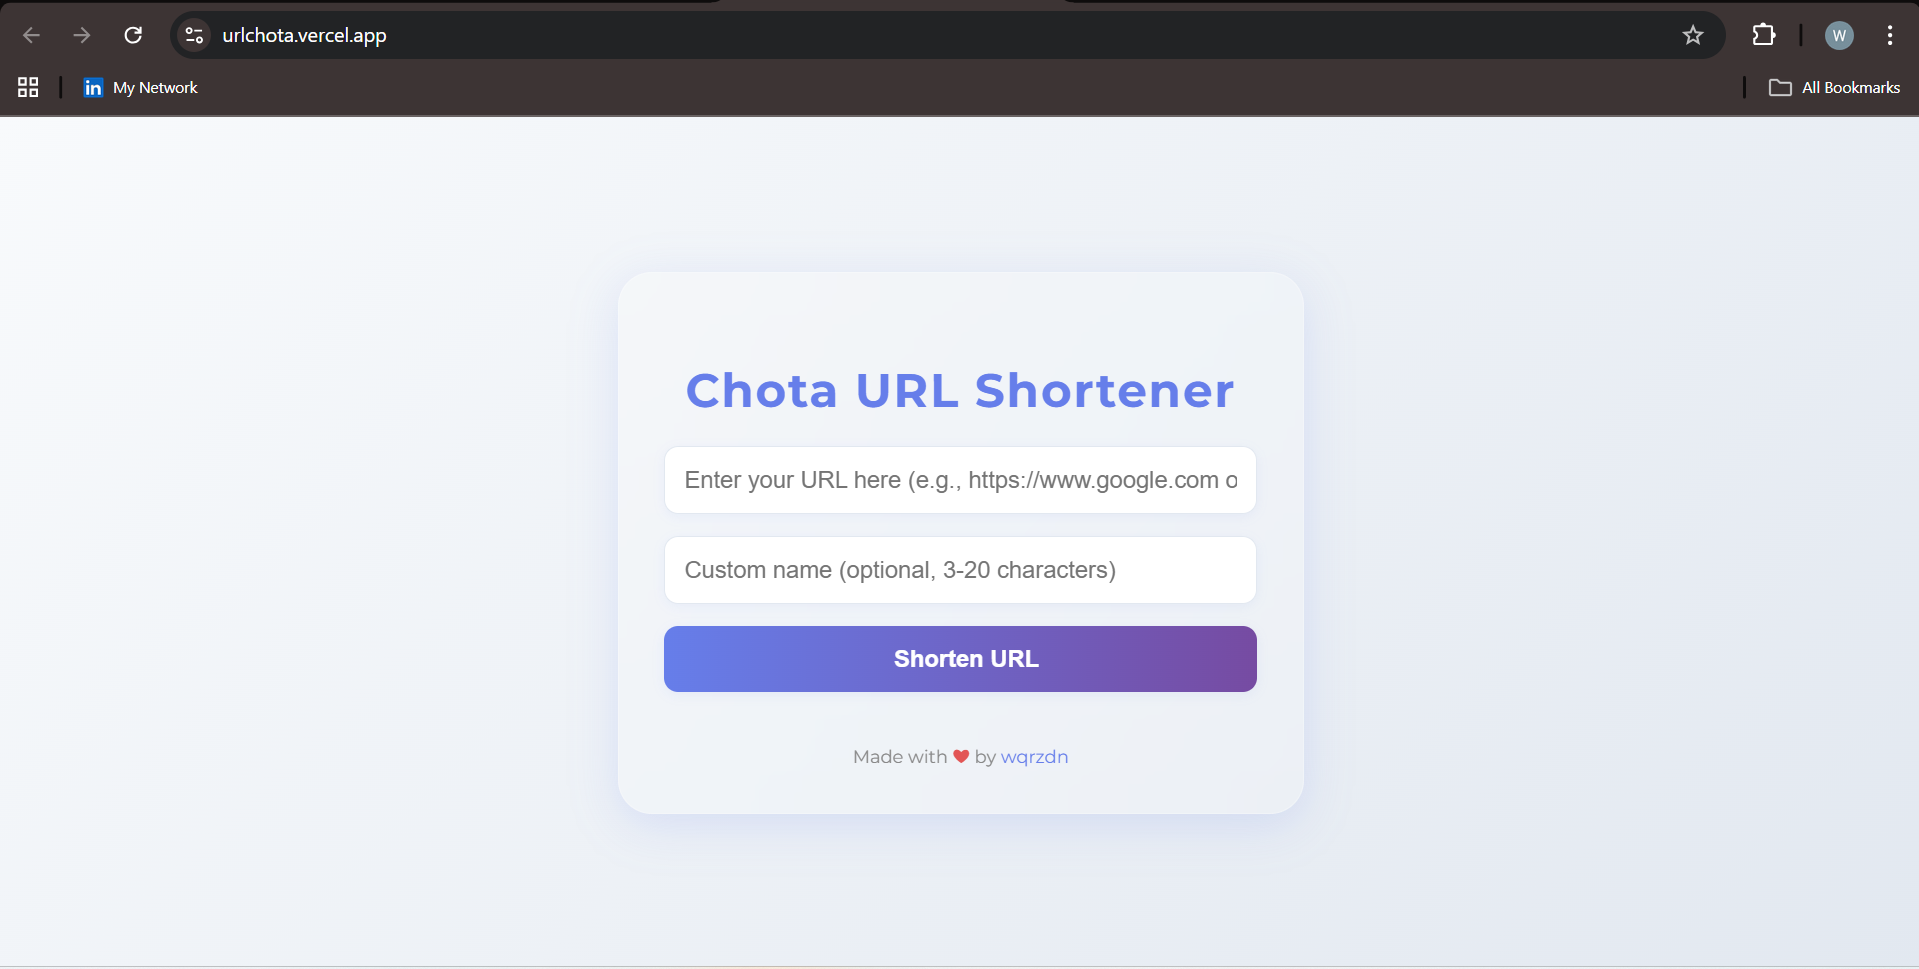 urlchota.vercel.app
W
My Network
All Bookmarks
Chota URL Shortener
Enter your URL here (e.g., https://www.google.com o
Custom name (optional, 3-20 characters)
Shorten URL
Made with ❤ by wqrzdn